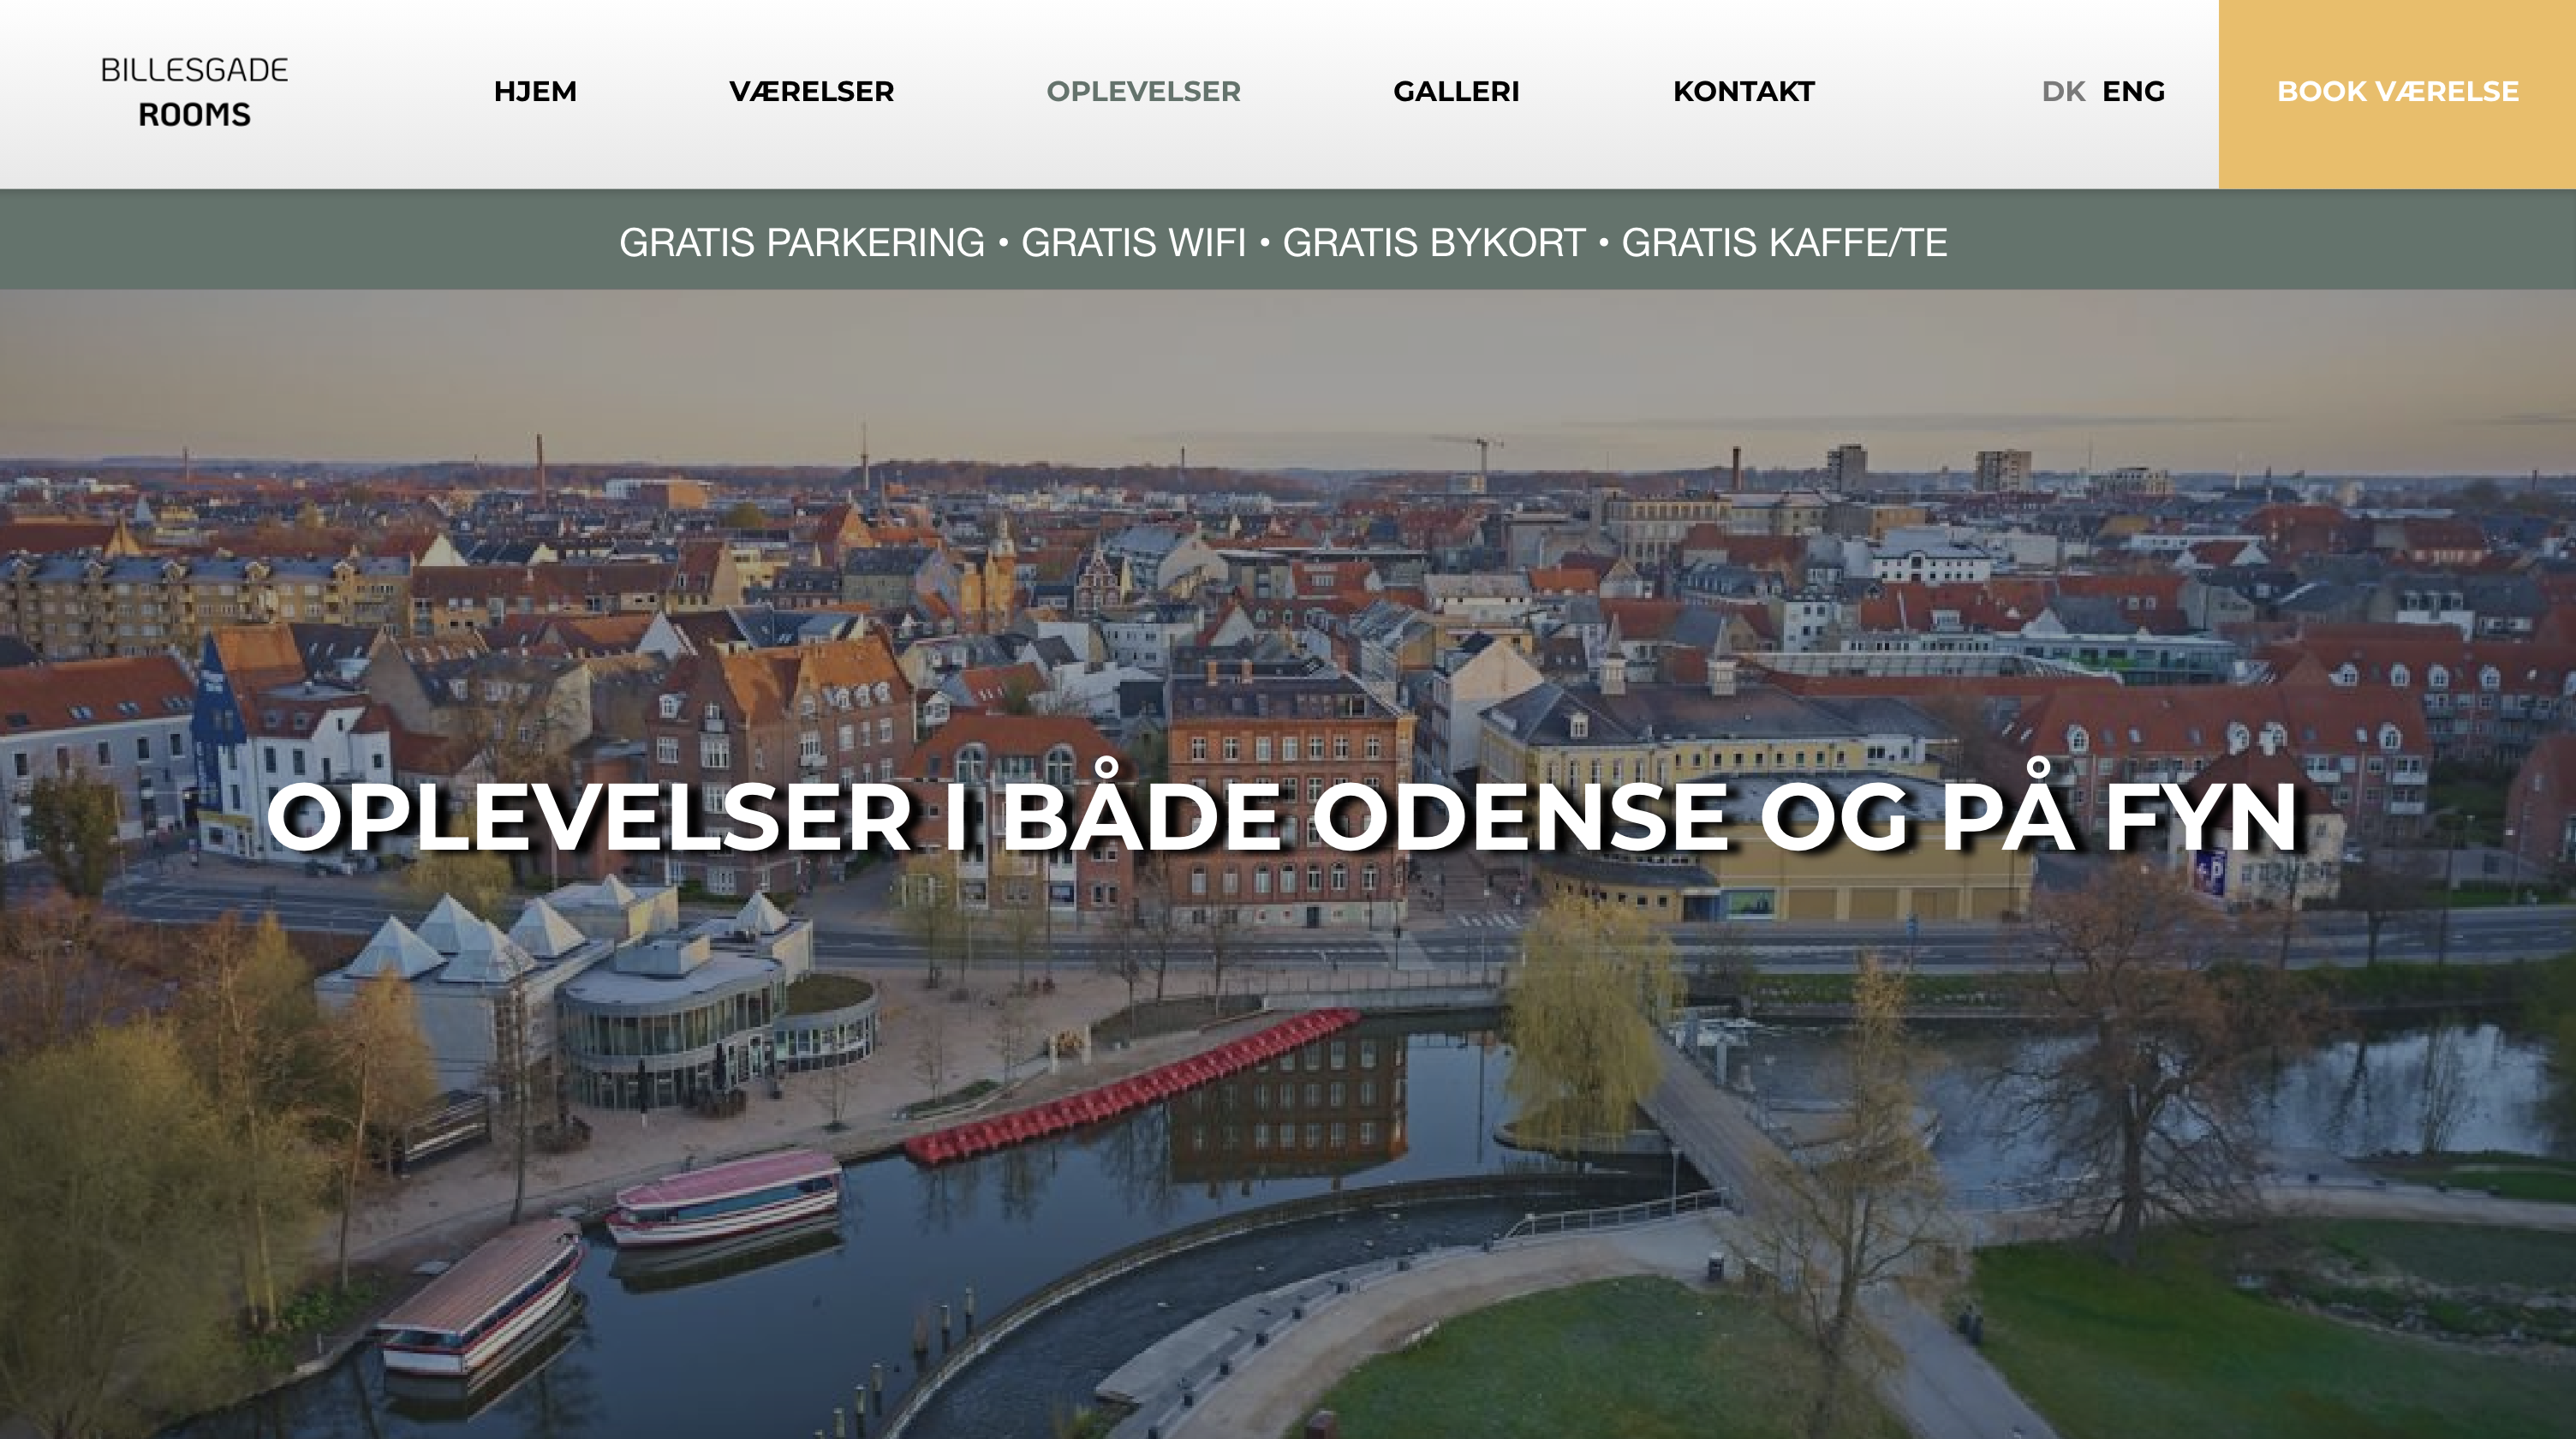 BILLESGADE
ROOMS
HJEM
VÆRELSER
OPLEVELSER
GALLERI
KONTAKT
DK ENG
BOOK VÆRELSE
GRATIS PARKERING • GRATIS WIFI • GRATIS BYKORT • GRATIS KAFFE/TE
OPLEVELSER I BÅDE ODENSE OG PÅ FYN